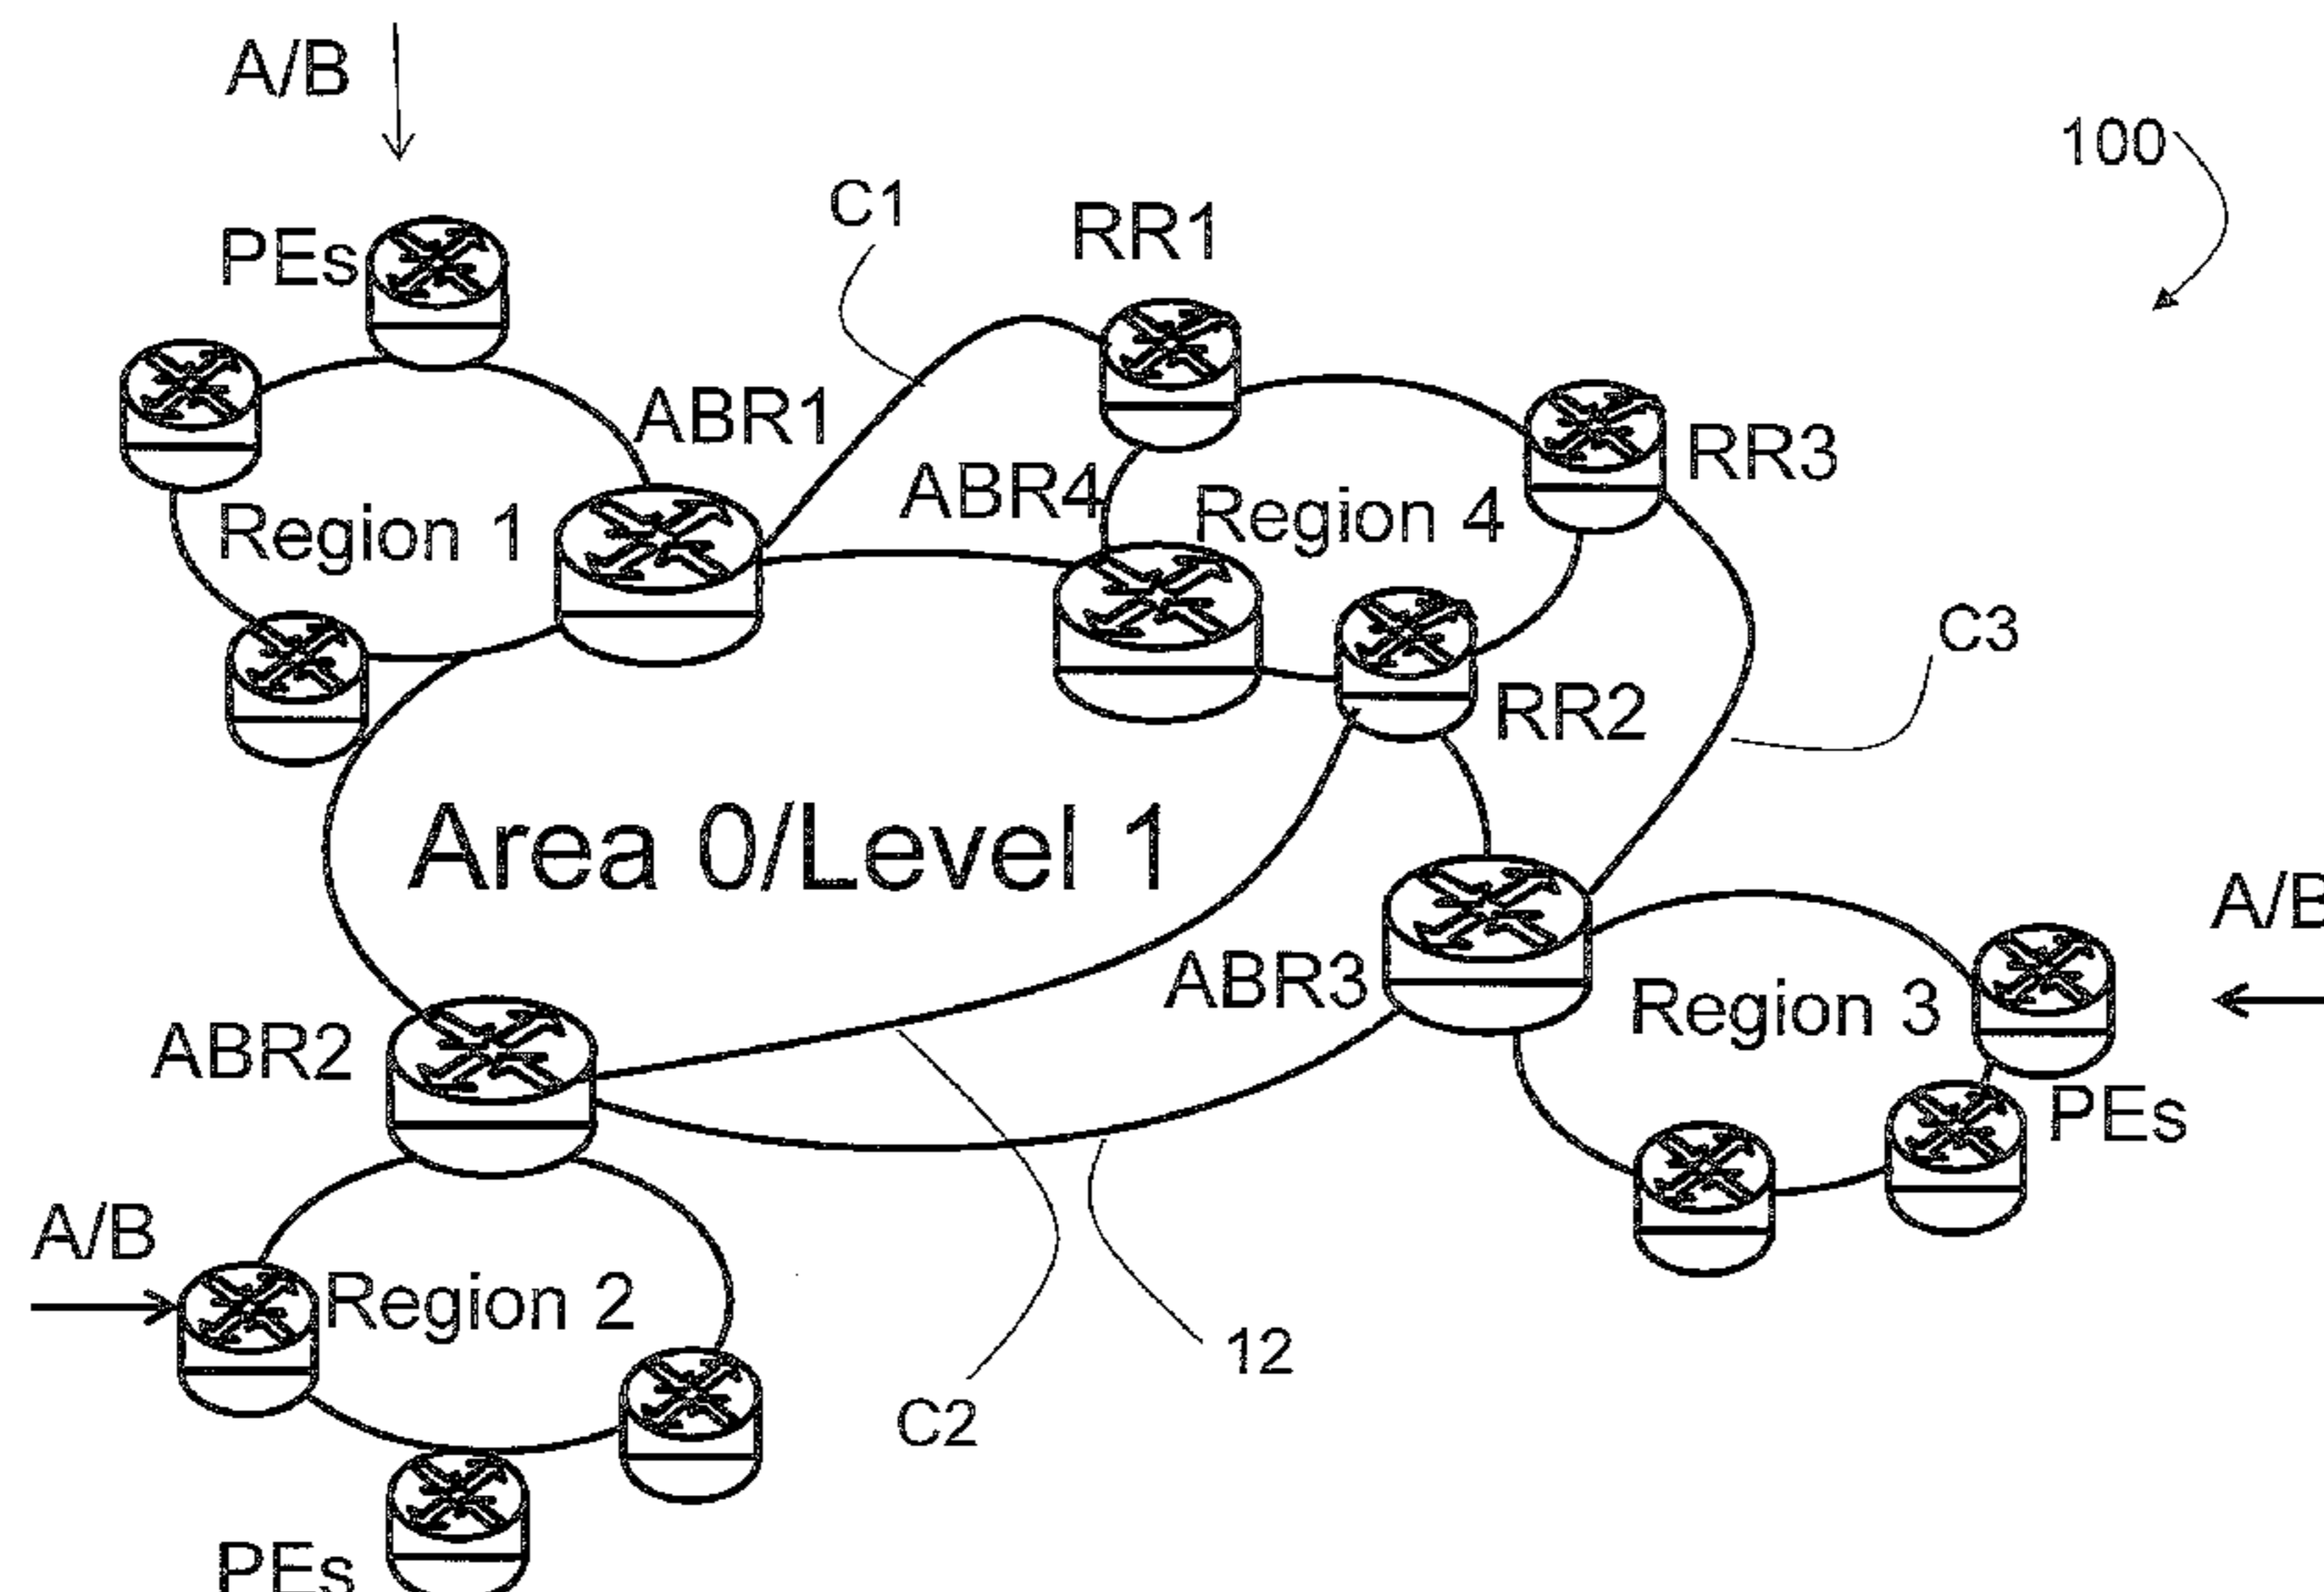 A/B
100
C1
RR1
PEs
ABR1
RR3
ABR4
Region 4
Region 1
C3
RR2
Area 0/Level 1
A/B
ABR3
Region 3
ABR2
PEs
A/B
Region 2
12
C2
PEs